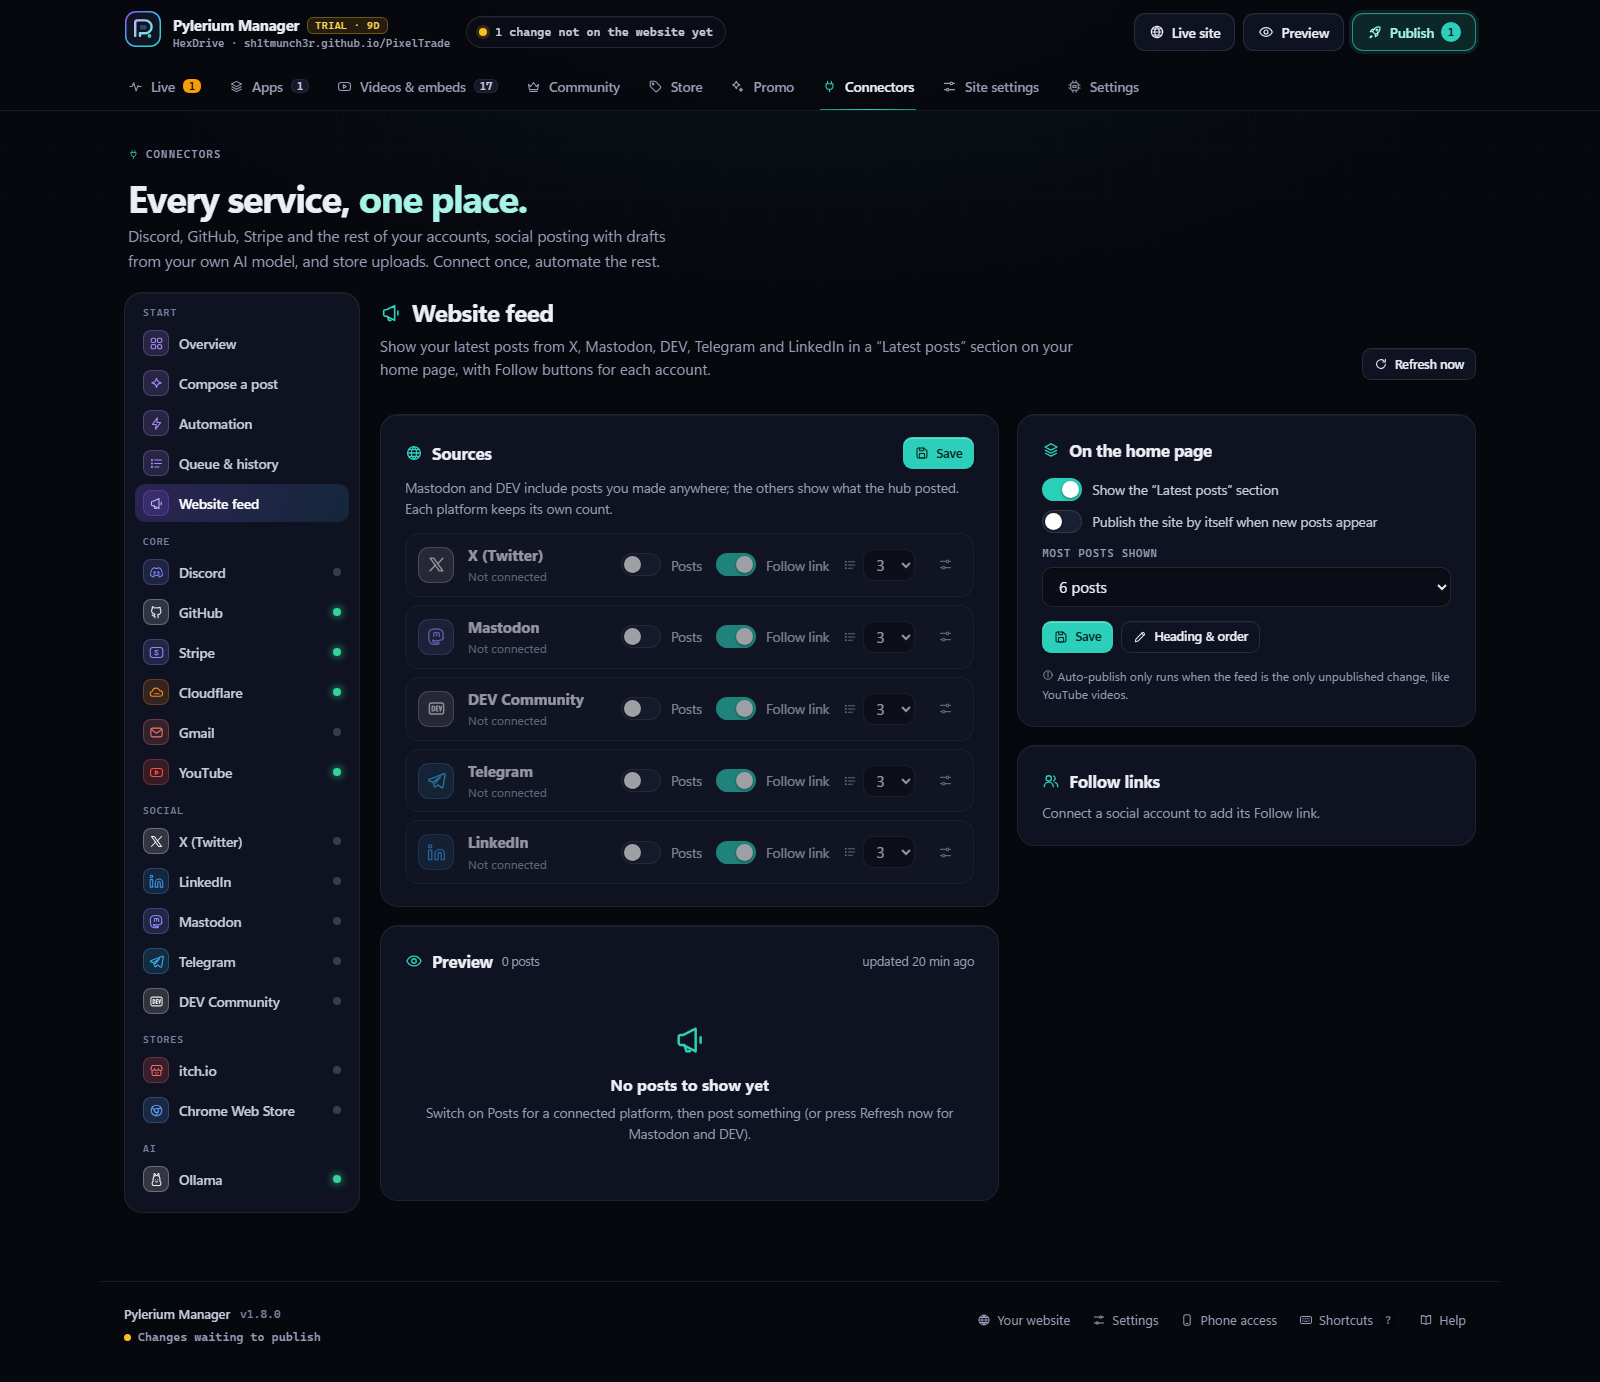 Pylerium Manager TRIAL · 9D
HexDrive · sh1tmunch3r.github.io/PixelTrade
1 change not on the website yet
Live site
Preview
Publish 1
Live 1
Apps 1
Videos & embeds 17
Community
Store
Promo
Connectors
Site settings
Settings
CONNECTORS
Every service, one place.
Discord, GitHub, Stripe and the rest of your accounts, social posting with drafts
from your own AI model, and store uploads. Connect once, automate the rest.
START
Overview
Compose a post
Automation
Queue & history
Website feed
CORE
Discord
GitHub
Stripe
Cloudflare
Gmail
YouTube
SOCIAL
X (Twitter)
LinkedIn
Mastodon
Telegram
DEV Community
STORES
itch.io
Chrome Web Store
AI
Ollama
Website feed
Show your latest posts from X, Mastodon, DEV, Telegram and LinkedIn in a “Latest posts” section on your
home page, with Follow buttons for each account.
Refresh now
Sources
Save
Mastodon and DEV include posts you made anywhere; the others show what the hub posted.
Each platform keeps its own count.
X (Twitter)
Not connected
Posts
Follow link
3
Mastodon
Not connected
Posts
Follow link
3
DEV
DEV Community
Not connected
Posts
Follow link
3
Telegram
Not connected
Posts
Follow link
3
LinkedIn
Not connected
Posts
Follow link
3
Preview 0 posts
updated 20 min ago
No posts to show yet
Switch on Posts for a connected platform, then post something (or press Refresh now for
Mastodon and DEV).
On the home page
Show the “Latest posts” section
Publish the site by itself when new posts appear
MOST POSTS SHOWN
6 posts
Save
Heading & order
Auto-publish only runs when the feed is the only unpublished change, like
YouTube videos.
Follow links
Connect a social account to add its Follow link.
Pylerium Manager v1.8.0
Changes waiting to publish
Your website
Settings
Phone access
Shortcuts ?
Help